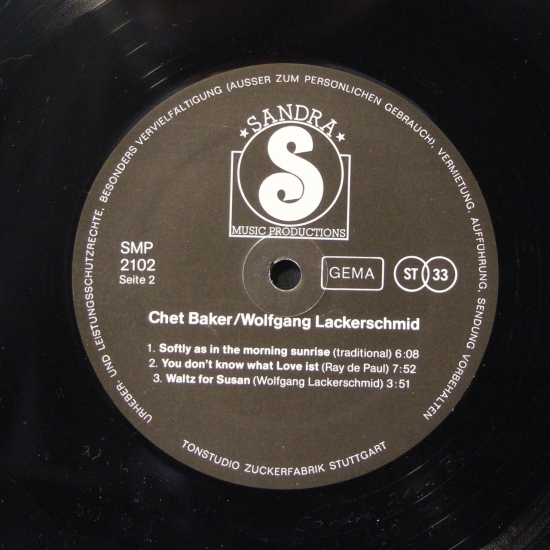 URHEBER- UND LEISTUNGSSCHUTZRECHTE, BESONDERS VERVIELFÄLTIGUNG (AUSSER ZUM PERSÖNLICHEN GEBRAUCH), VERMIETUNG, AUFFÜHRUNG, SENDUNG VORBEHALTEN
SANDRA
S
MUSIC PRODUCTIONS
SMP
2102
Seite 2
GEMA
ST 33
Chet Baker/Wolfgang Lackerschmid
1. Softly as in the morning sunrise (traditional) 6:08
2. You don't know what Love ist (Ray de Paul) 7:52
3. Waltz for Susan (Wolfgang Lackerschmid) 3:51
TONSTUDIO ZUCKERFABRIK STUTTGART